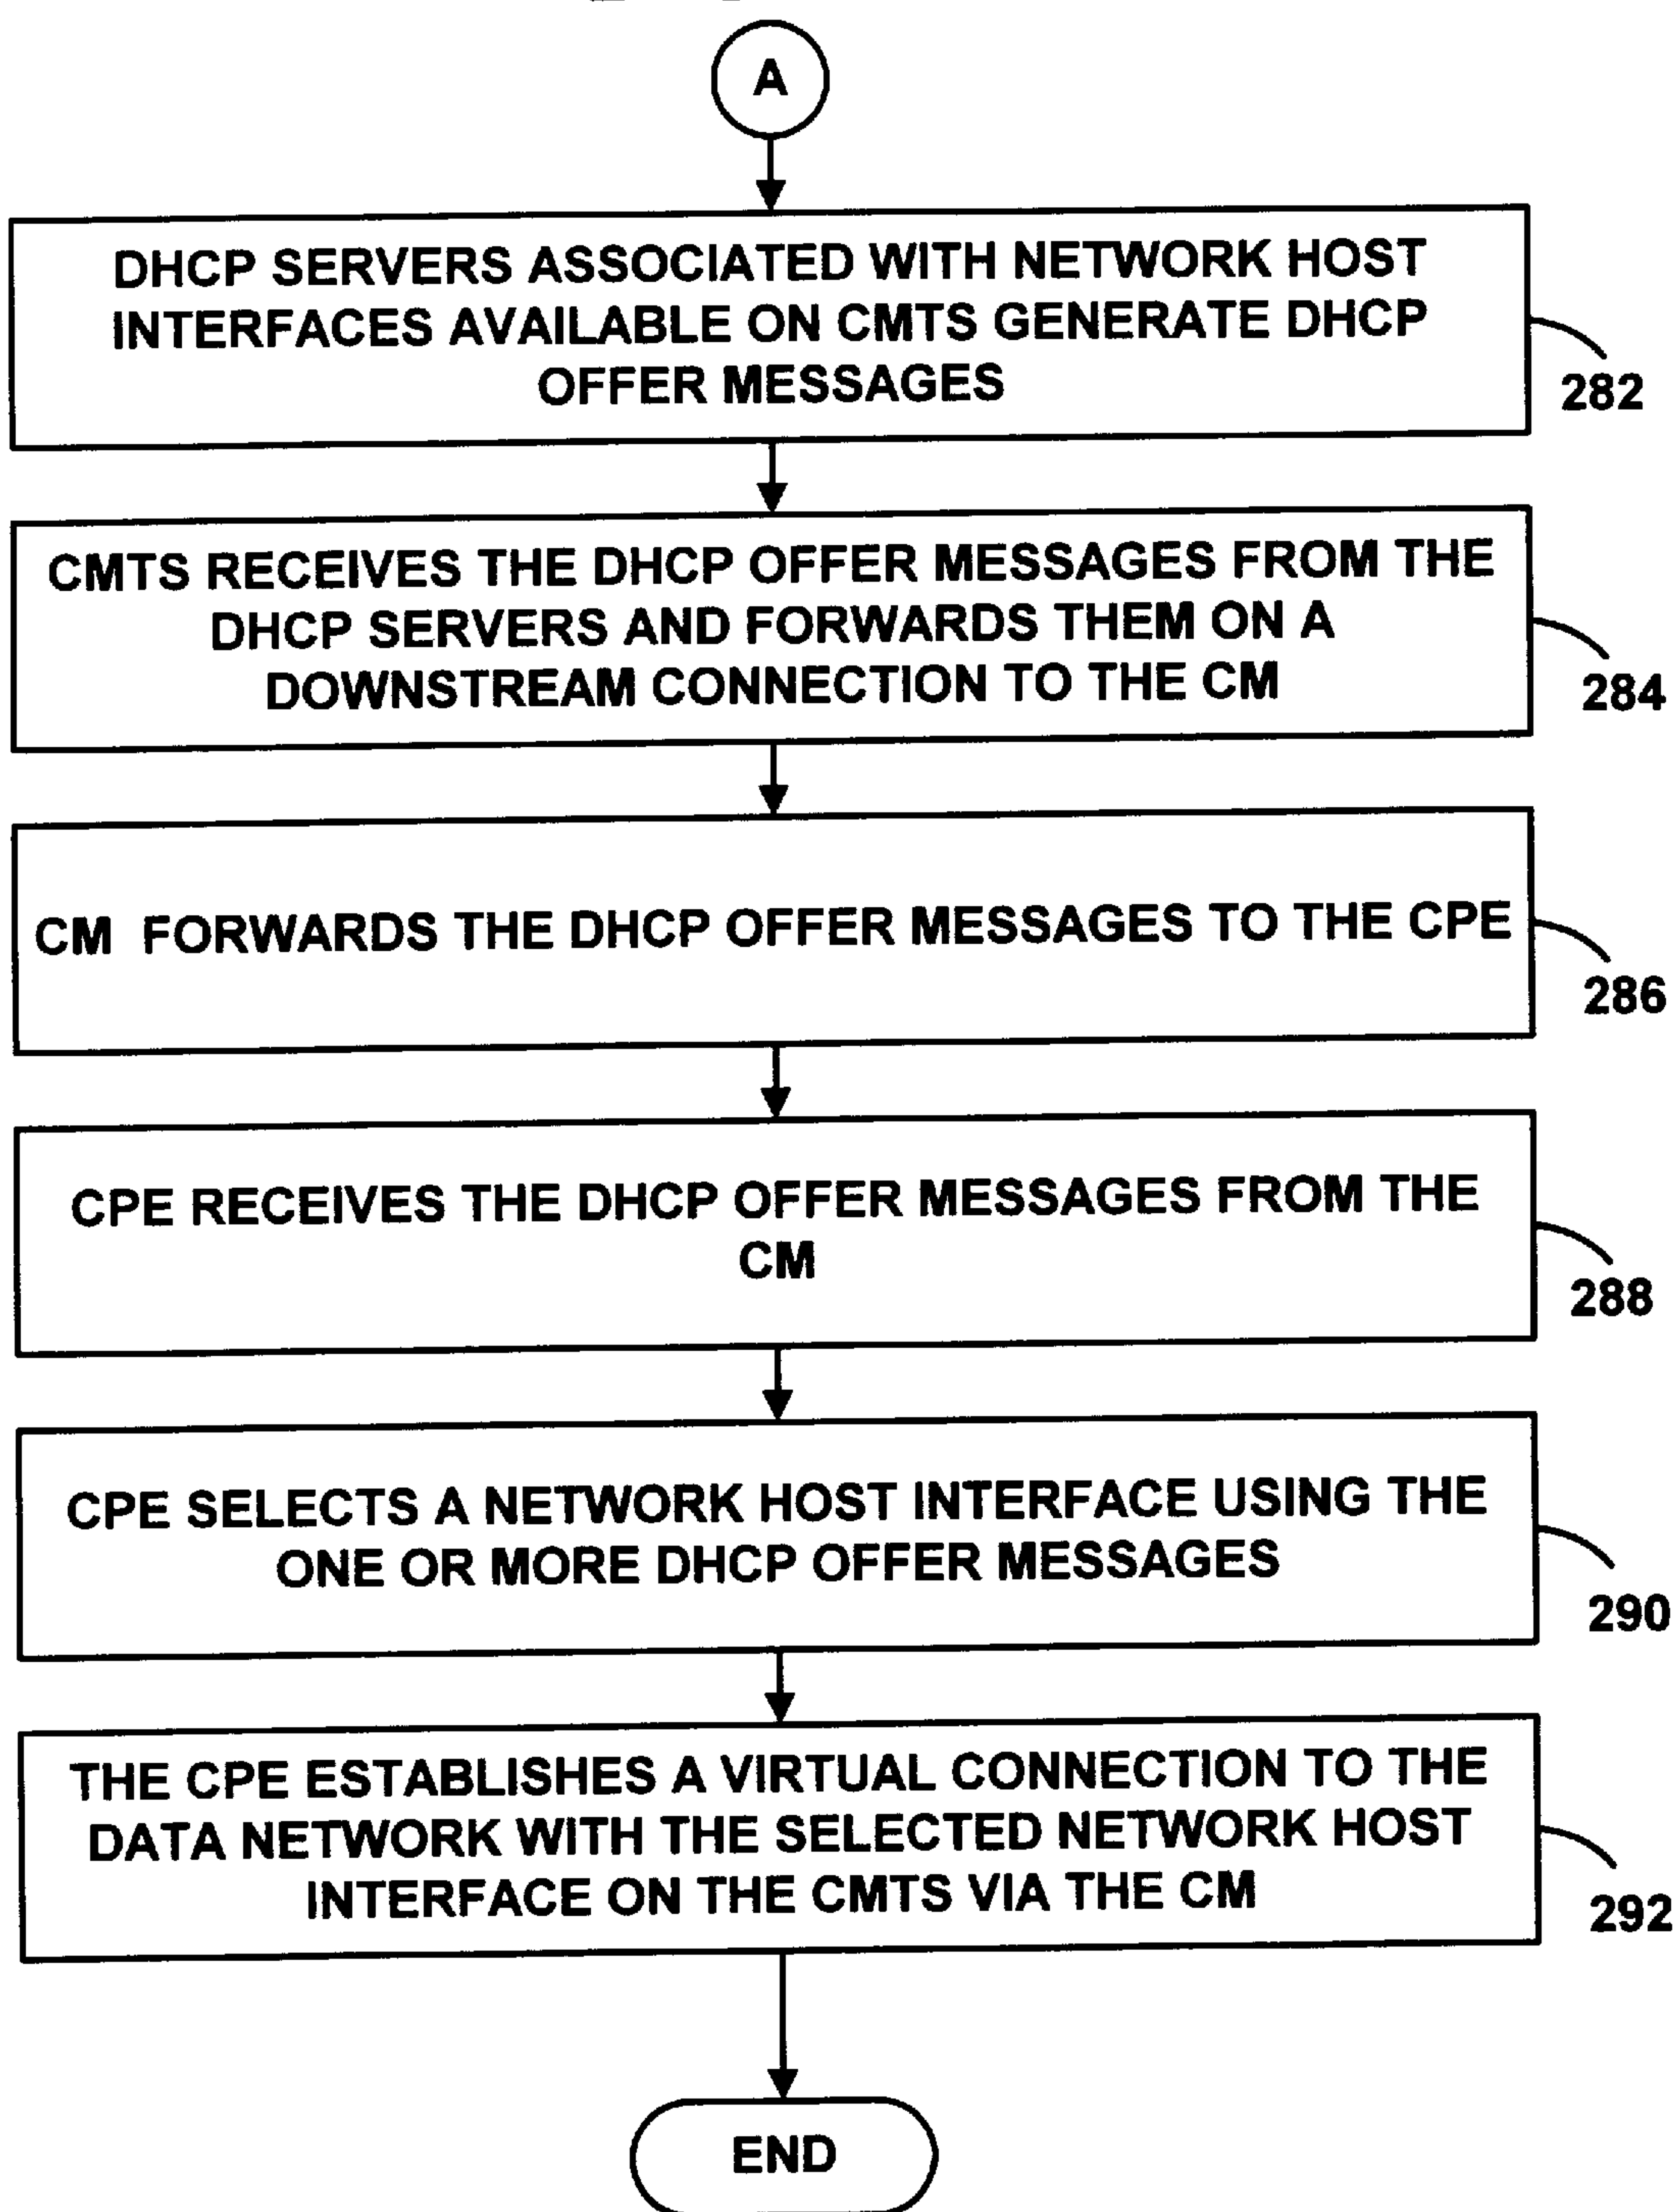 A
DHCP SERVERS ASSOCIATED WITH NETWORK HOST
INTERFACES AVAILABLE ON CMTS GENERATE DHCP
OFFER MESSAGES
282
CMTS RECEIVES THE DHCP OFFER MESSAGES FROM THE
DHCP SERVERS AND FORWARDS THEM ON A
DOWNSTREAM CONNECTION TO THE CM
284
CM FORWARDS THE DHCP OFFER MESSAGES TO THE CPE
286
CPE RECEIVES THE DHCP OFFER MESSAGES FROM THE
CM
288
CPE SELECTS A NETWORK HOST INTERFACE USING THE
ONE OR MORE DHCP OFFER MESSAGES
290
THE CPE ESTABLISHES A VIRTUAL CONNECTION TO THE
DATA NETWORK WITH THE SELECTED NETWORK HOST
INTERFACE ON THE CMTS VIA THE CM
292
END